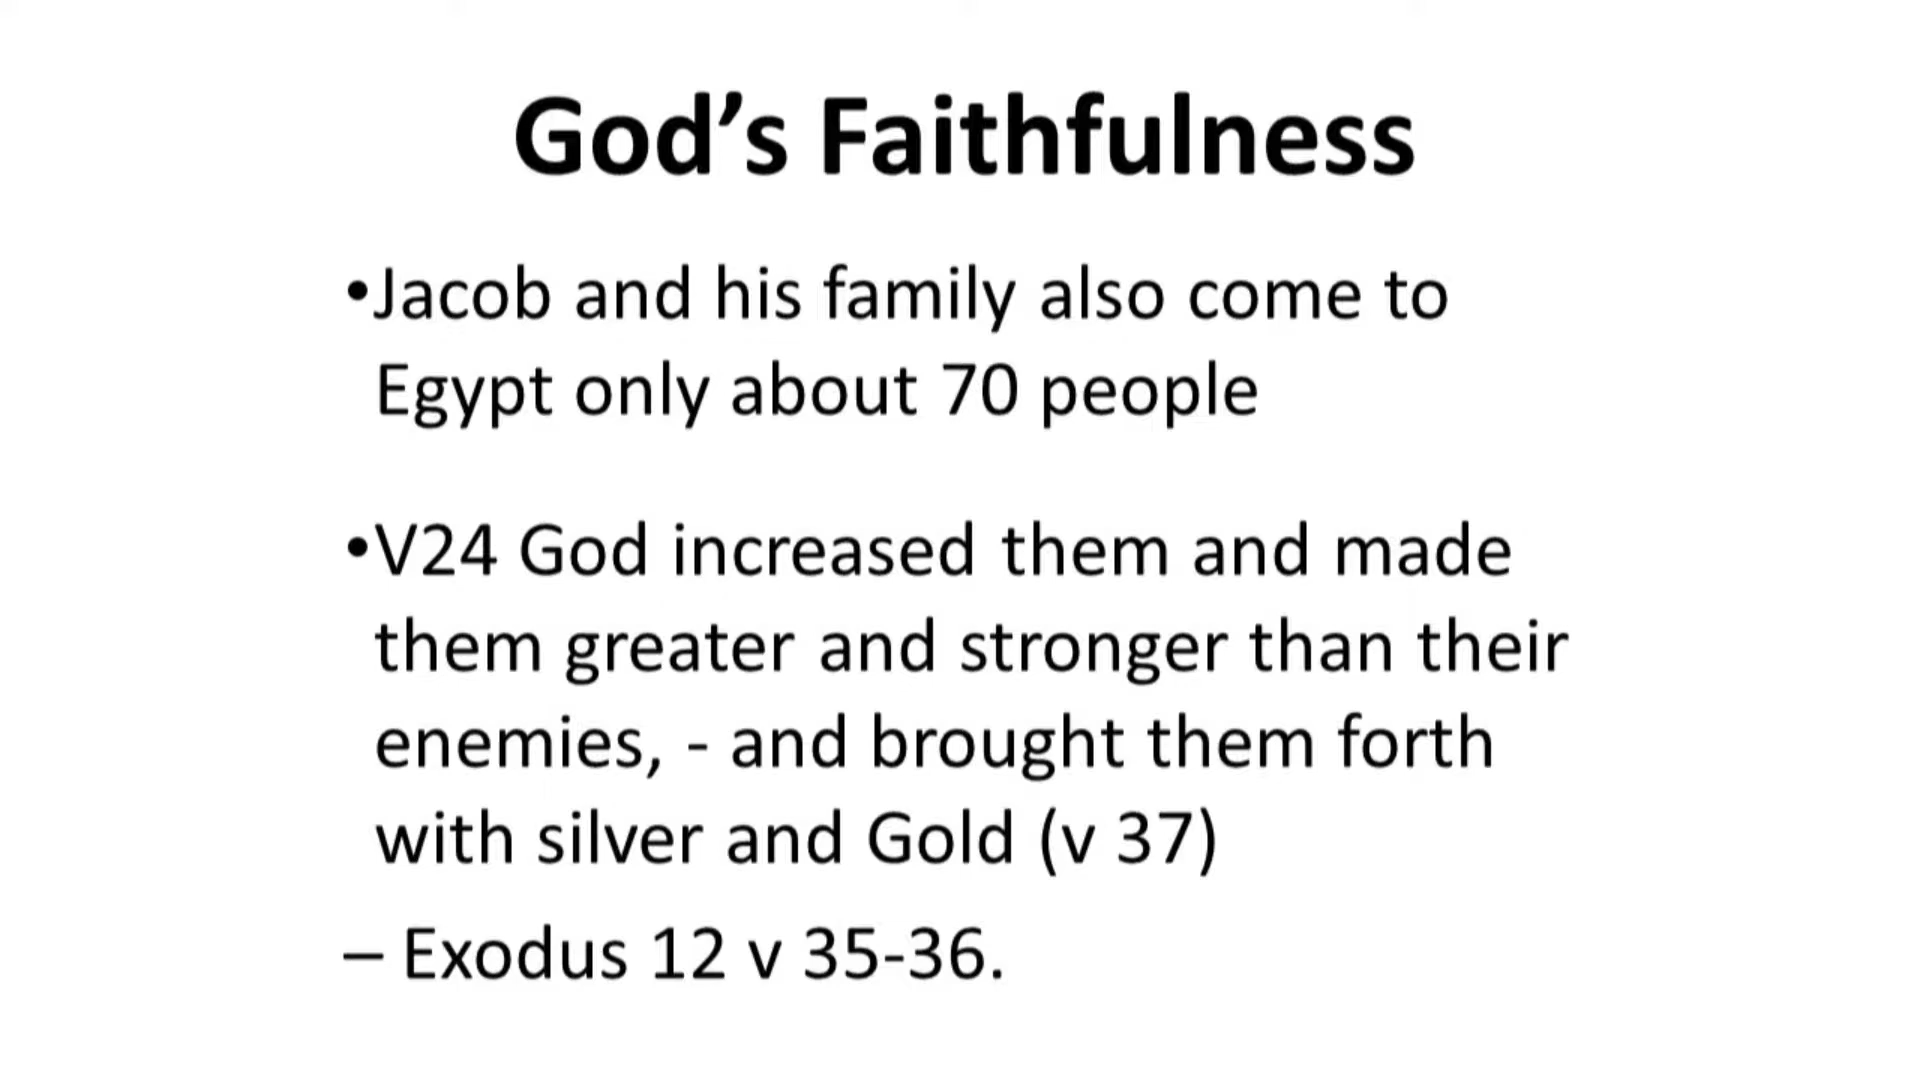 God’s Faithfulness
•Jacob and his family also come to
Egypt only about 70 people
•V24 God increased them and made
them greater and stronger than their
enemies, - and brought them forth
with silver and Gold (v 37)
– Exodus 12 v 35-36.